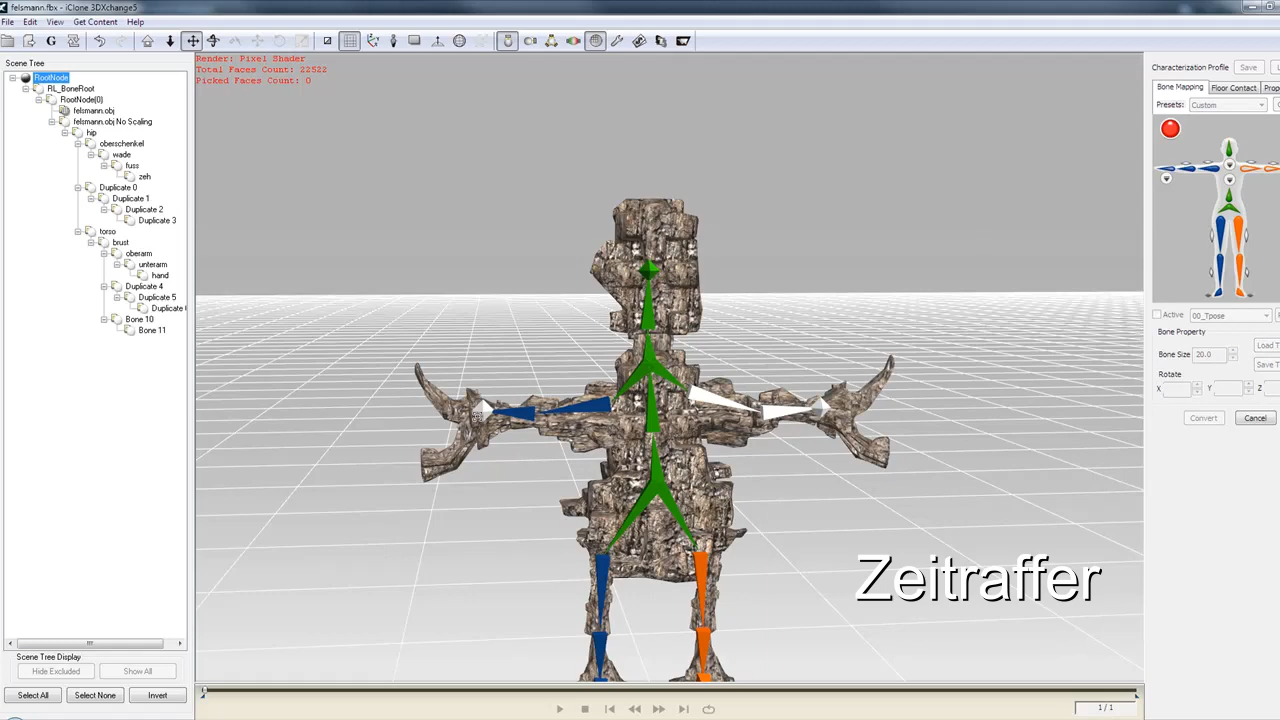 felsmann.fbx - iClone 3DXchange5
File Edit View Get Content Help
Scene Tree
RootNode
RL_BoneRoot
RootNode(0)
felsmann.obj
felsmann.obj No Scaling
hip
oberschenkel
wade
fuss
zeh
Duplicate 0
Duplicate 1
Duplicate 2
Duplicate 3
torso
brust
oberarm
unterarm
hand
Duplicate 4
Duplicate 5
Duplicate
Bone 10
Bone 11
Scene Tree Display
Hide Excluded Show All
Select All Select None Invert
Render: Pixel Shader
Total Faces Count: 22522
Picked Faces Count: 0
Zeitraffer
1 / 1
Characterization Profile Save
Bone Mapping Floor Contact Prop
Presets: Custom
Active 00_Tpose
Bone Property
Bone Size 20.0 Load T
Save T
Rotate
X Y Z
Convert Cancel